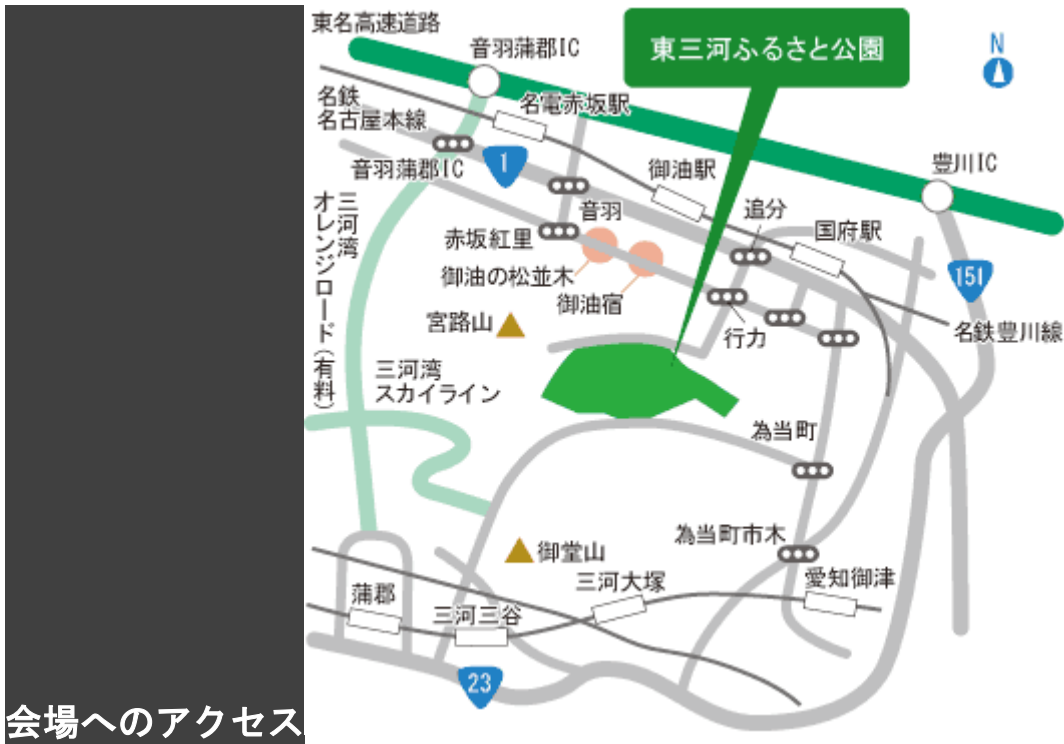 東名高速道路
音羽蒲郡IC
東三河ふるさと公園
N
名鉄
名古屋本線
名電赤坂駅
1
音羽蒲郡IC
御油駅
豊川IC
三河湾
オレンジロード(有料)
音羽
追分
国府駅
赤坂紅里
御油の松並木
御油宿
151
宮路山
行力
名鉄豊川線
三河湾
スカイライン
為当町
為当町市木
御堂山
三河大塚
愛知御津
蒲郡
三河三谷
23
会場へのアクセス